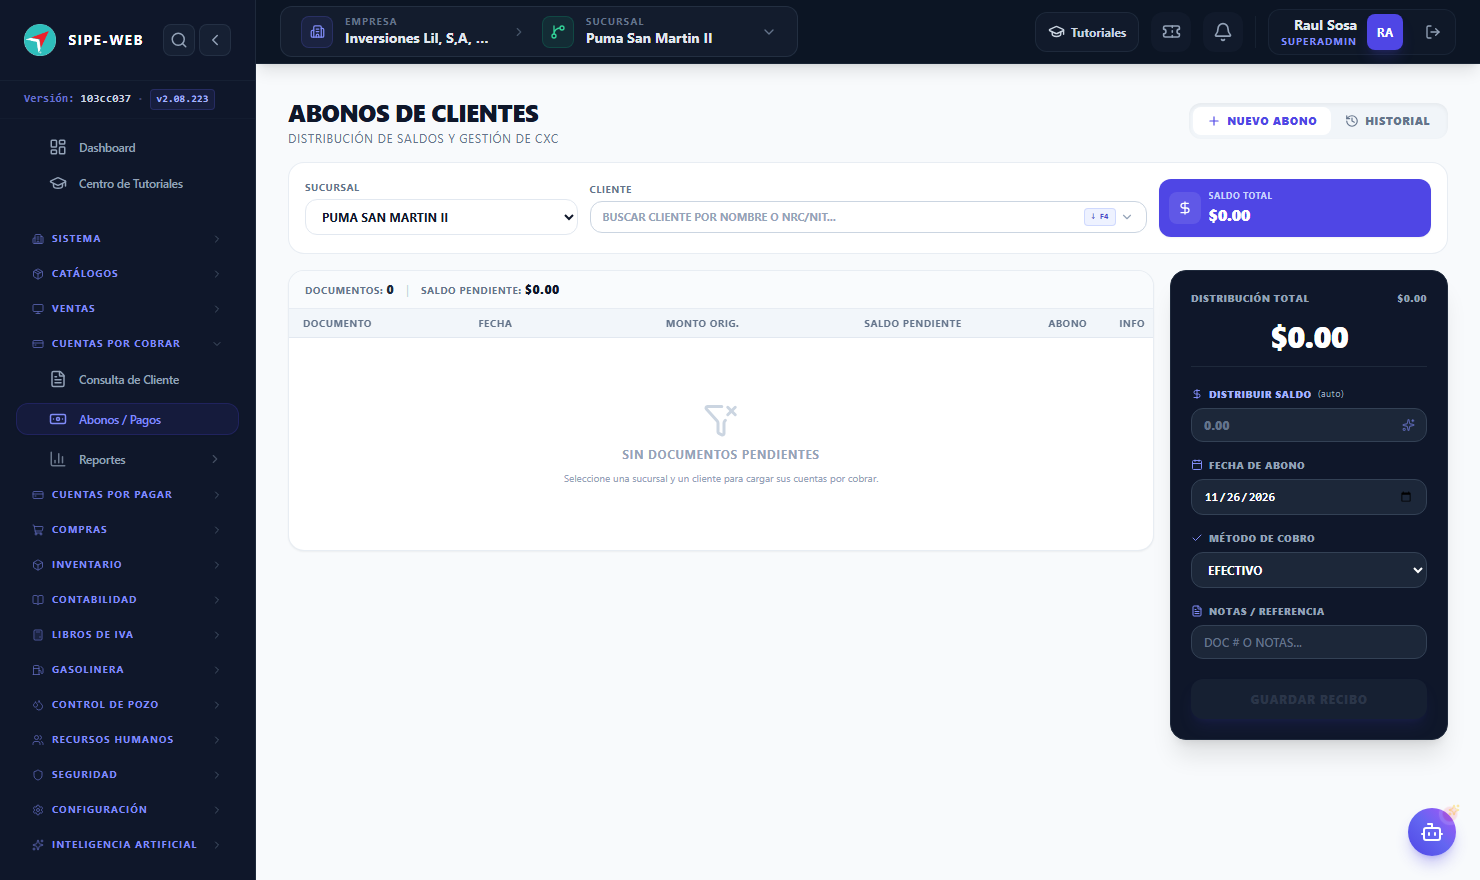 SIPE-WEB
Versión: 103cc037 · v2.08.223
Dashboard
Centro de Tutoriales
SISTEMA
CATÁLOGOS
VENTAS
CUENTAS POR COBRAR
Consulta de Cliente
Abonos / Pagos
Reportes
CUENTAS POR PAGAR
COMPRAS
INVENTARIO
CONTABILIDAD
LIBROS DE IVA
GASOLINERA
CONTROL DE POZO
RECURSOS HUMANOS
SEGURIDAD
CONFIGURACIÓN
INTELIGENCIA ARTIFICIAL
EMPRESA
Inversiones Lil, S,A, ...
SUCURSAL
Puma San Martin II
Tutoriales
Raul Sosa
SUPERADMIN
RA
ABONOS DE CLIENTES
DISTRIBUCIÓN DE SALDOS Y GESTIÓN DE CXC
NUEVO ABONO
HISTORIAL
SUCURSAL
PUMA SAN MARTIN II
CLIENTE
BUSCAR CLIENTE POR NOMBRE O NRC/NIT...
↓ F4
SALDO TOTAL
$0.00
DOCUMENTOS: 0 | SALDO PENDIENTE: $0.00
DOCUMENTO FECHA MONTO ORIG. SALDO PENDIENTE ABONO INFO
SIN DOCUMENTOS PENDIENTES
Seleccione una sucursal y un cliente para cargar sus cuentas por cobrar.
DISTRIBUCIÓN TOTAL $0.00
$0.00
DISTRIBUIR SALDO (auto)
0.00
FECHA DE ABONO
11/26/2026
MÉTODO DE COBRO
EFECTIVO
NOTAS / REFERENCIA
DOC # O NOTAS...
GUARDAR RECIBO